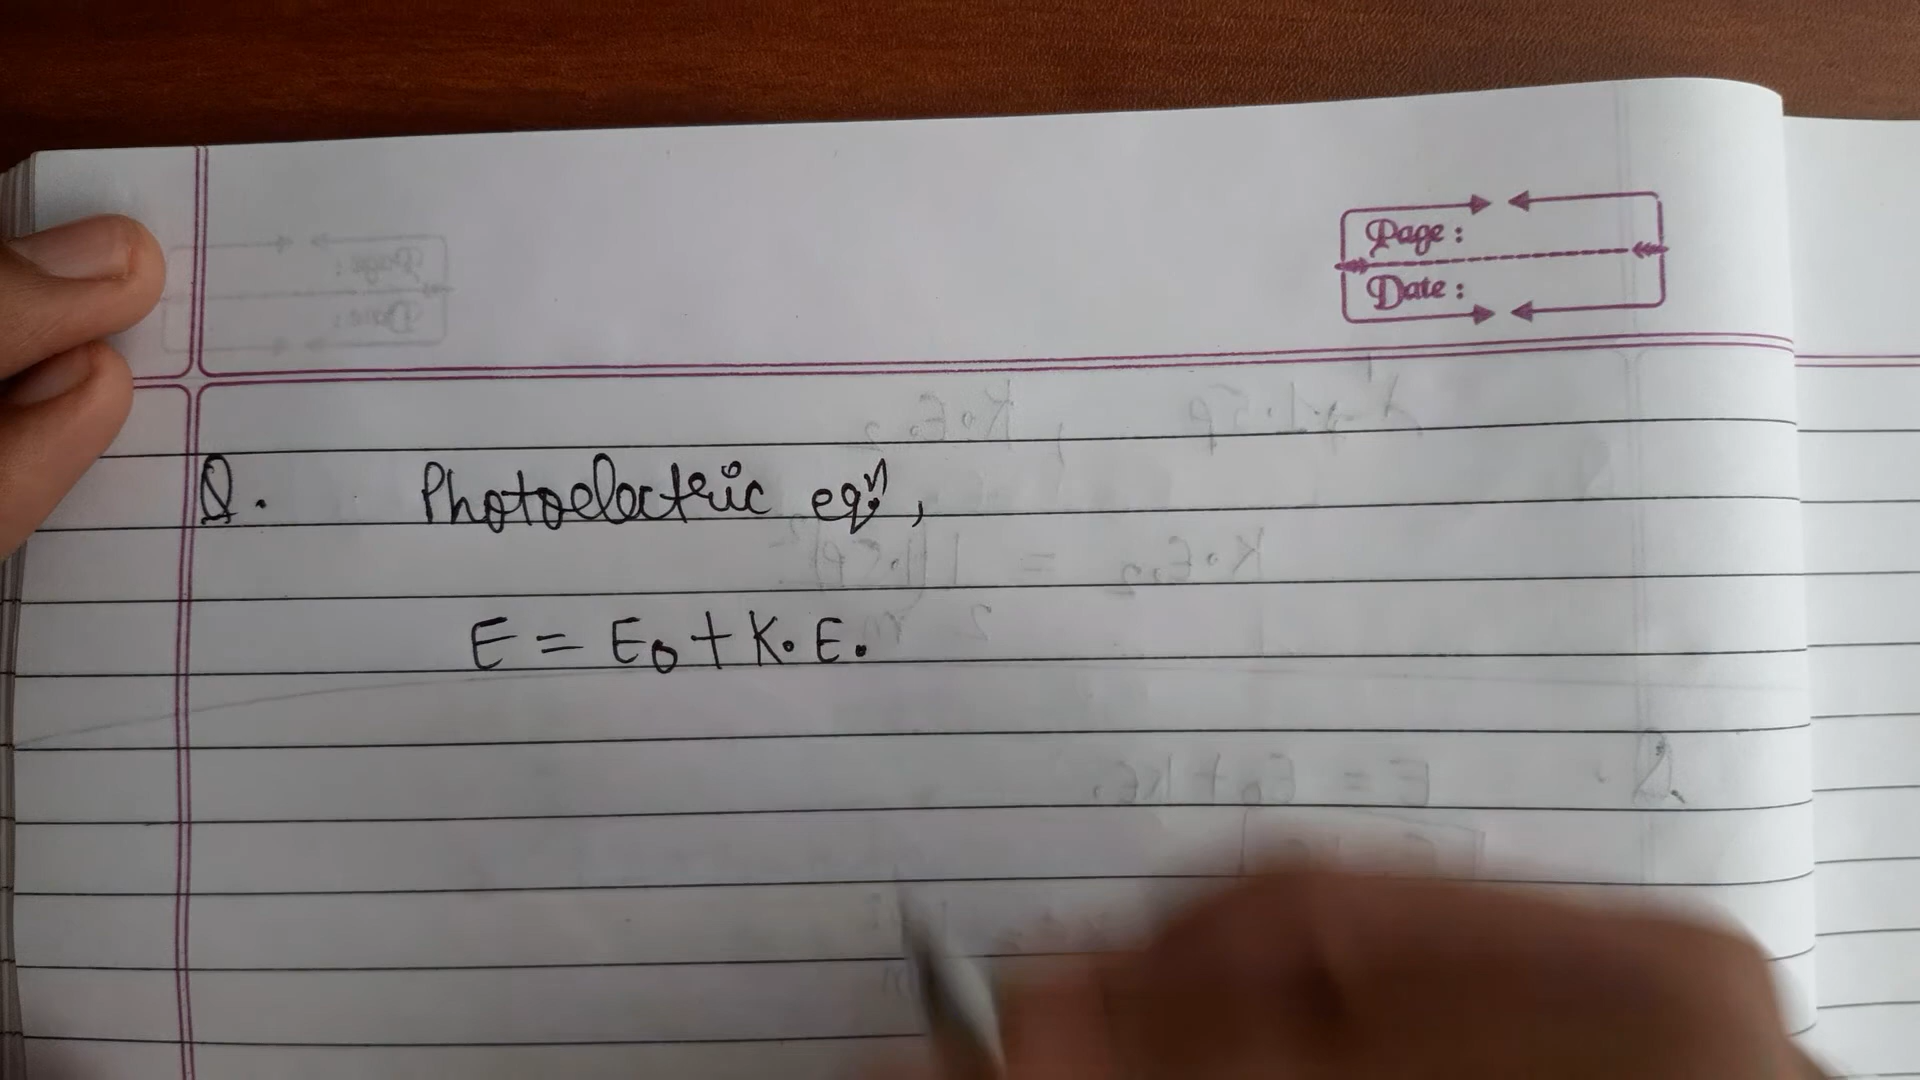 Page :
Date :
Q. Photoelectric eqⁿ,
E = E₀ + K.E.